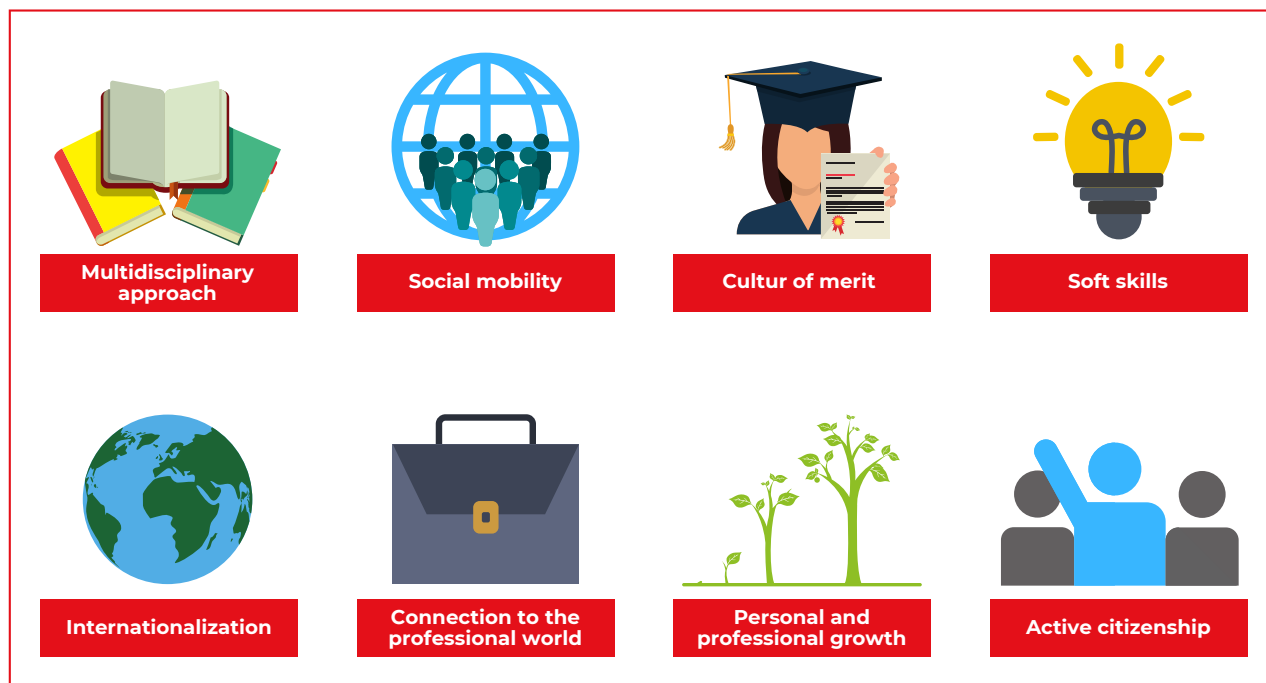 Multidisciplinary
approach
Social mobility
Cultur of merit
Soft skills
Internationalization
Connection to the
professional world
Personal and
professional growth
Active citizenship